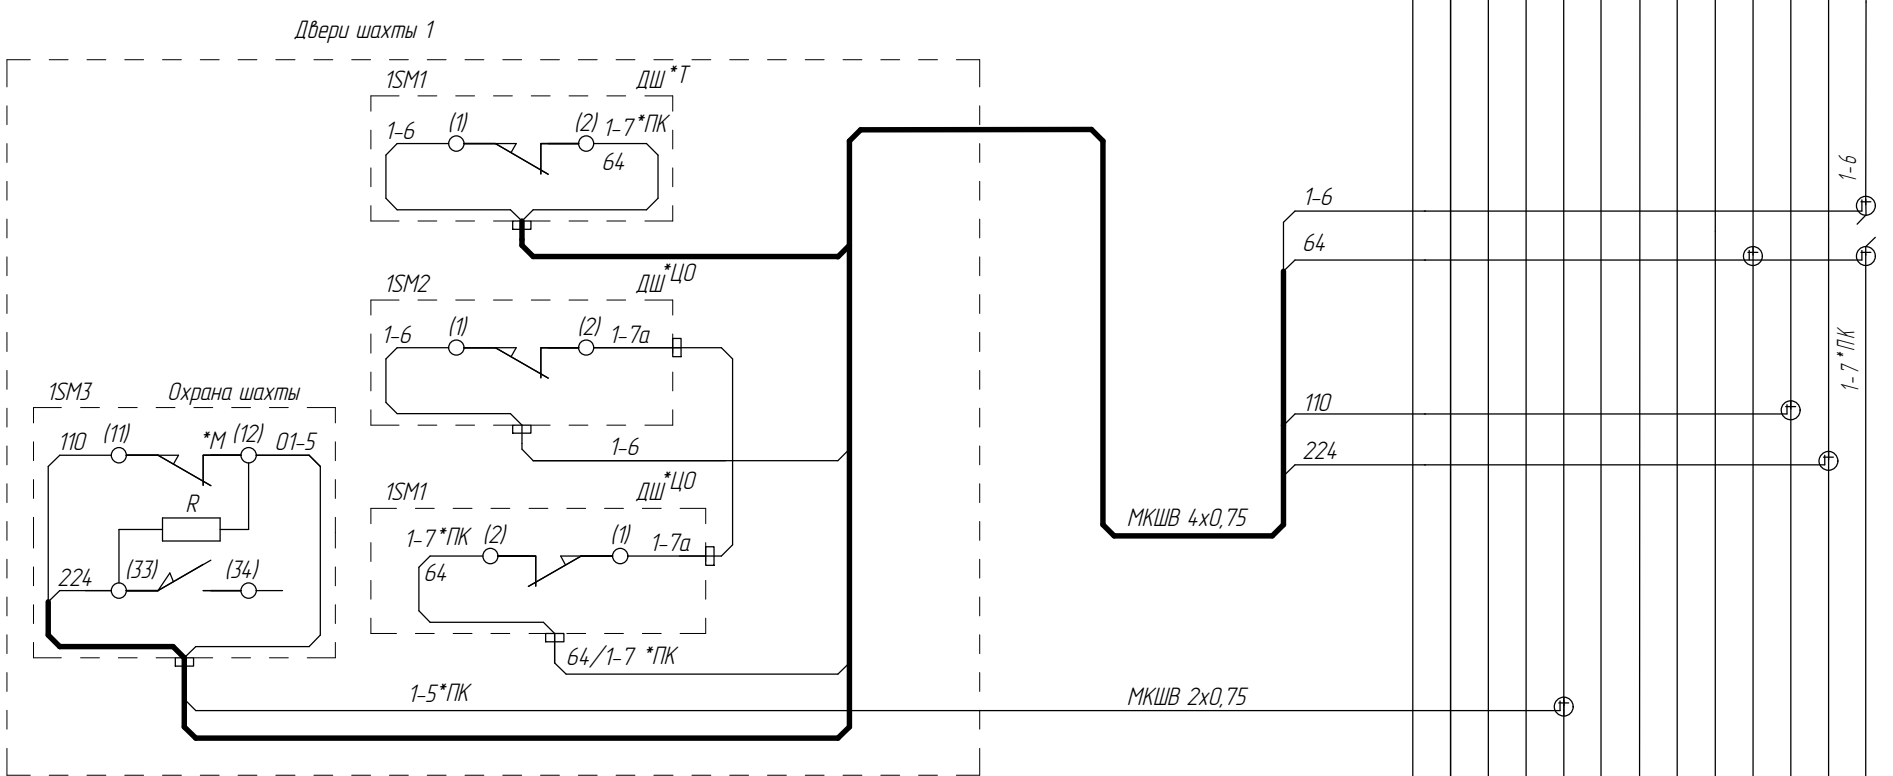 Двери шахты 1
1SM1 ДШ*Т
1-6 (1) (2) 1-7*ПК
64
1SM2 ДШ*ЦО
1-6 (1) (2) 1-7а
1-6
1SM3 Охрана шахты
110 (11) *М (12) 01-5
R
224 (33) (34)
1SM1 ДШ*ЦО
1-7*ПК (2) (1) 1-7а
64
64/1-7 *ПК
1-5*ПК
МКШВ 4х0,75
МКШВ 2х0,75
1-6
64
110
224
1-6
1-7*ПК